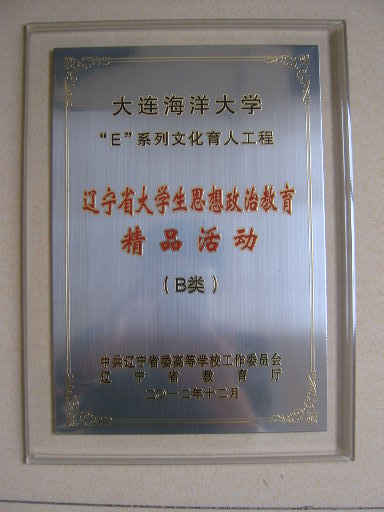 大连海洋大学
“E”系列文化育人工程
辽宁省大学生思想政治教育
精品活动
（B类）
中共辽宁省委高等学校工作委员会
辽宁省教育厅
二〇一二年十二月